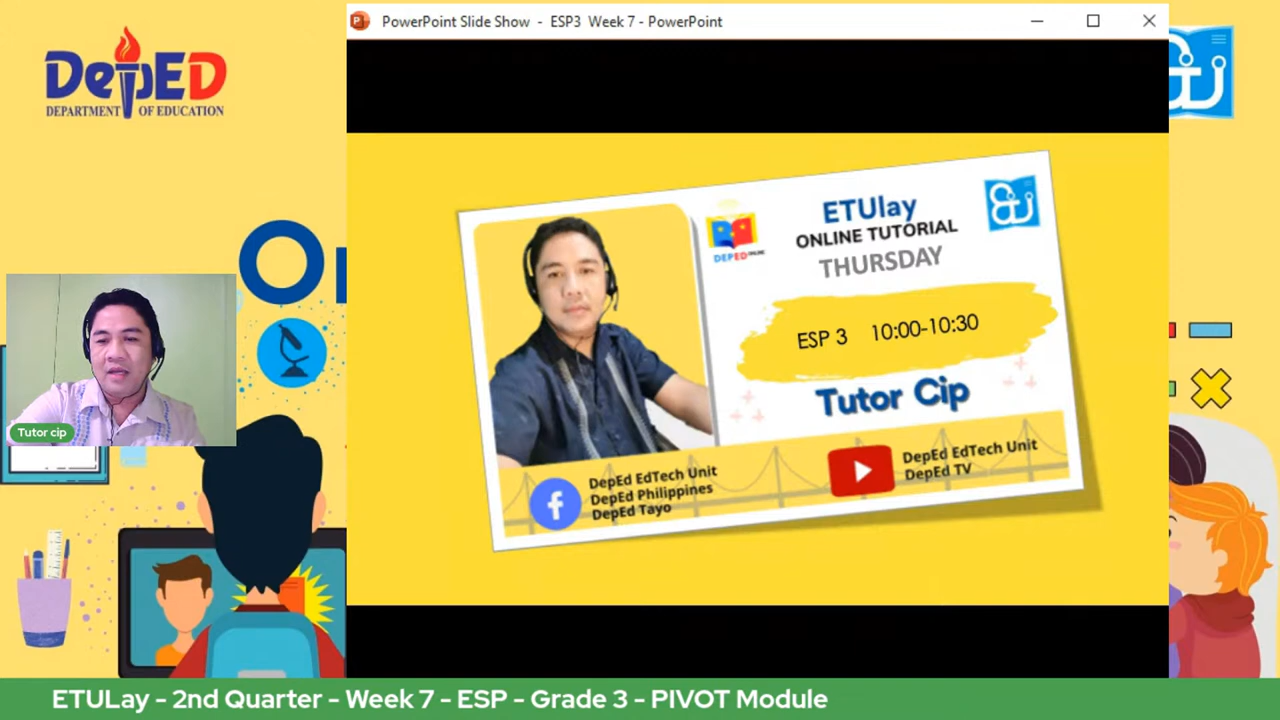 PowerPoint Slide Show - ESP3 Week 7 - PowerPoint
DepED
DEPARTMENT OF EDUCATION
ETUlay
ONLINE TUTORIAL
THURSDAY
DEPED ONLINE
ESP 3 10:00-10:30
Tutor Cip
DepEd EdTech Unit
DepEd Philippines
DepEd Tayo
DepEd EdTech Unit
DepEd TV
Tutor cip
ETULay - 2nd Quarter - Week 7 - ESP - Grade 3 - PIVOT Module